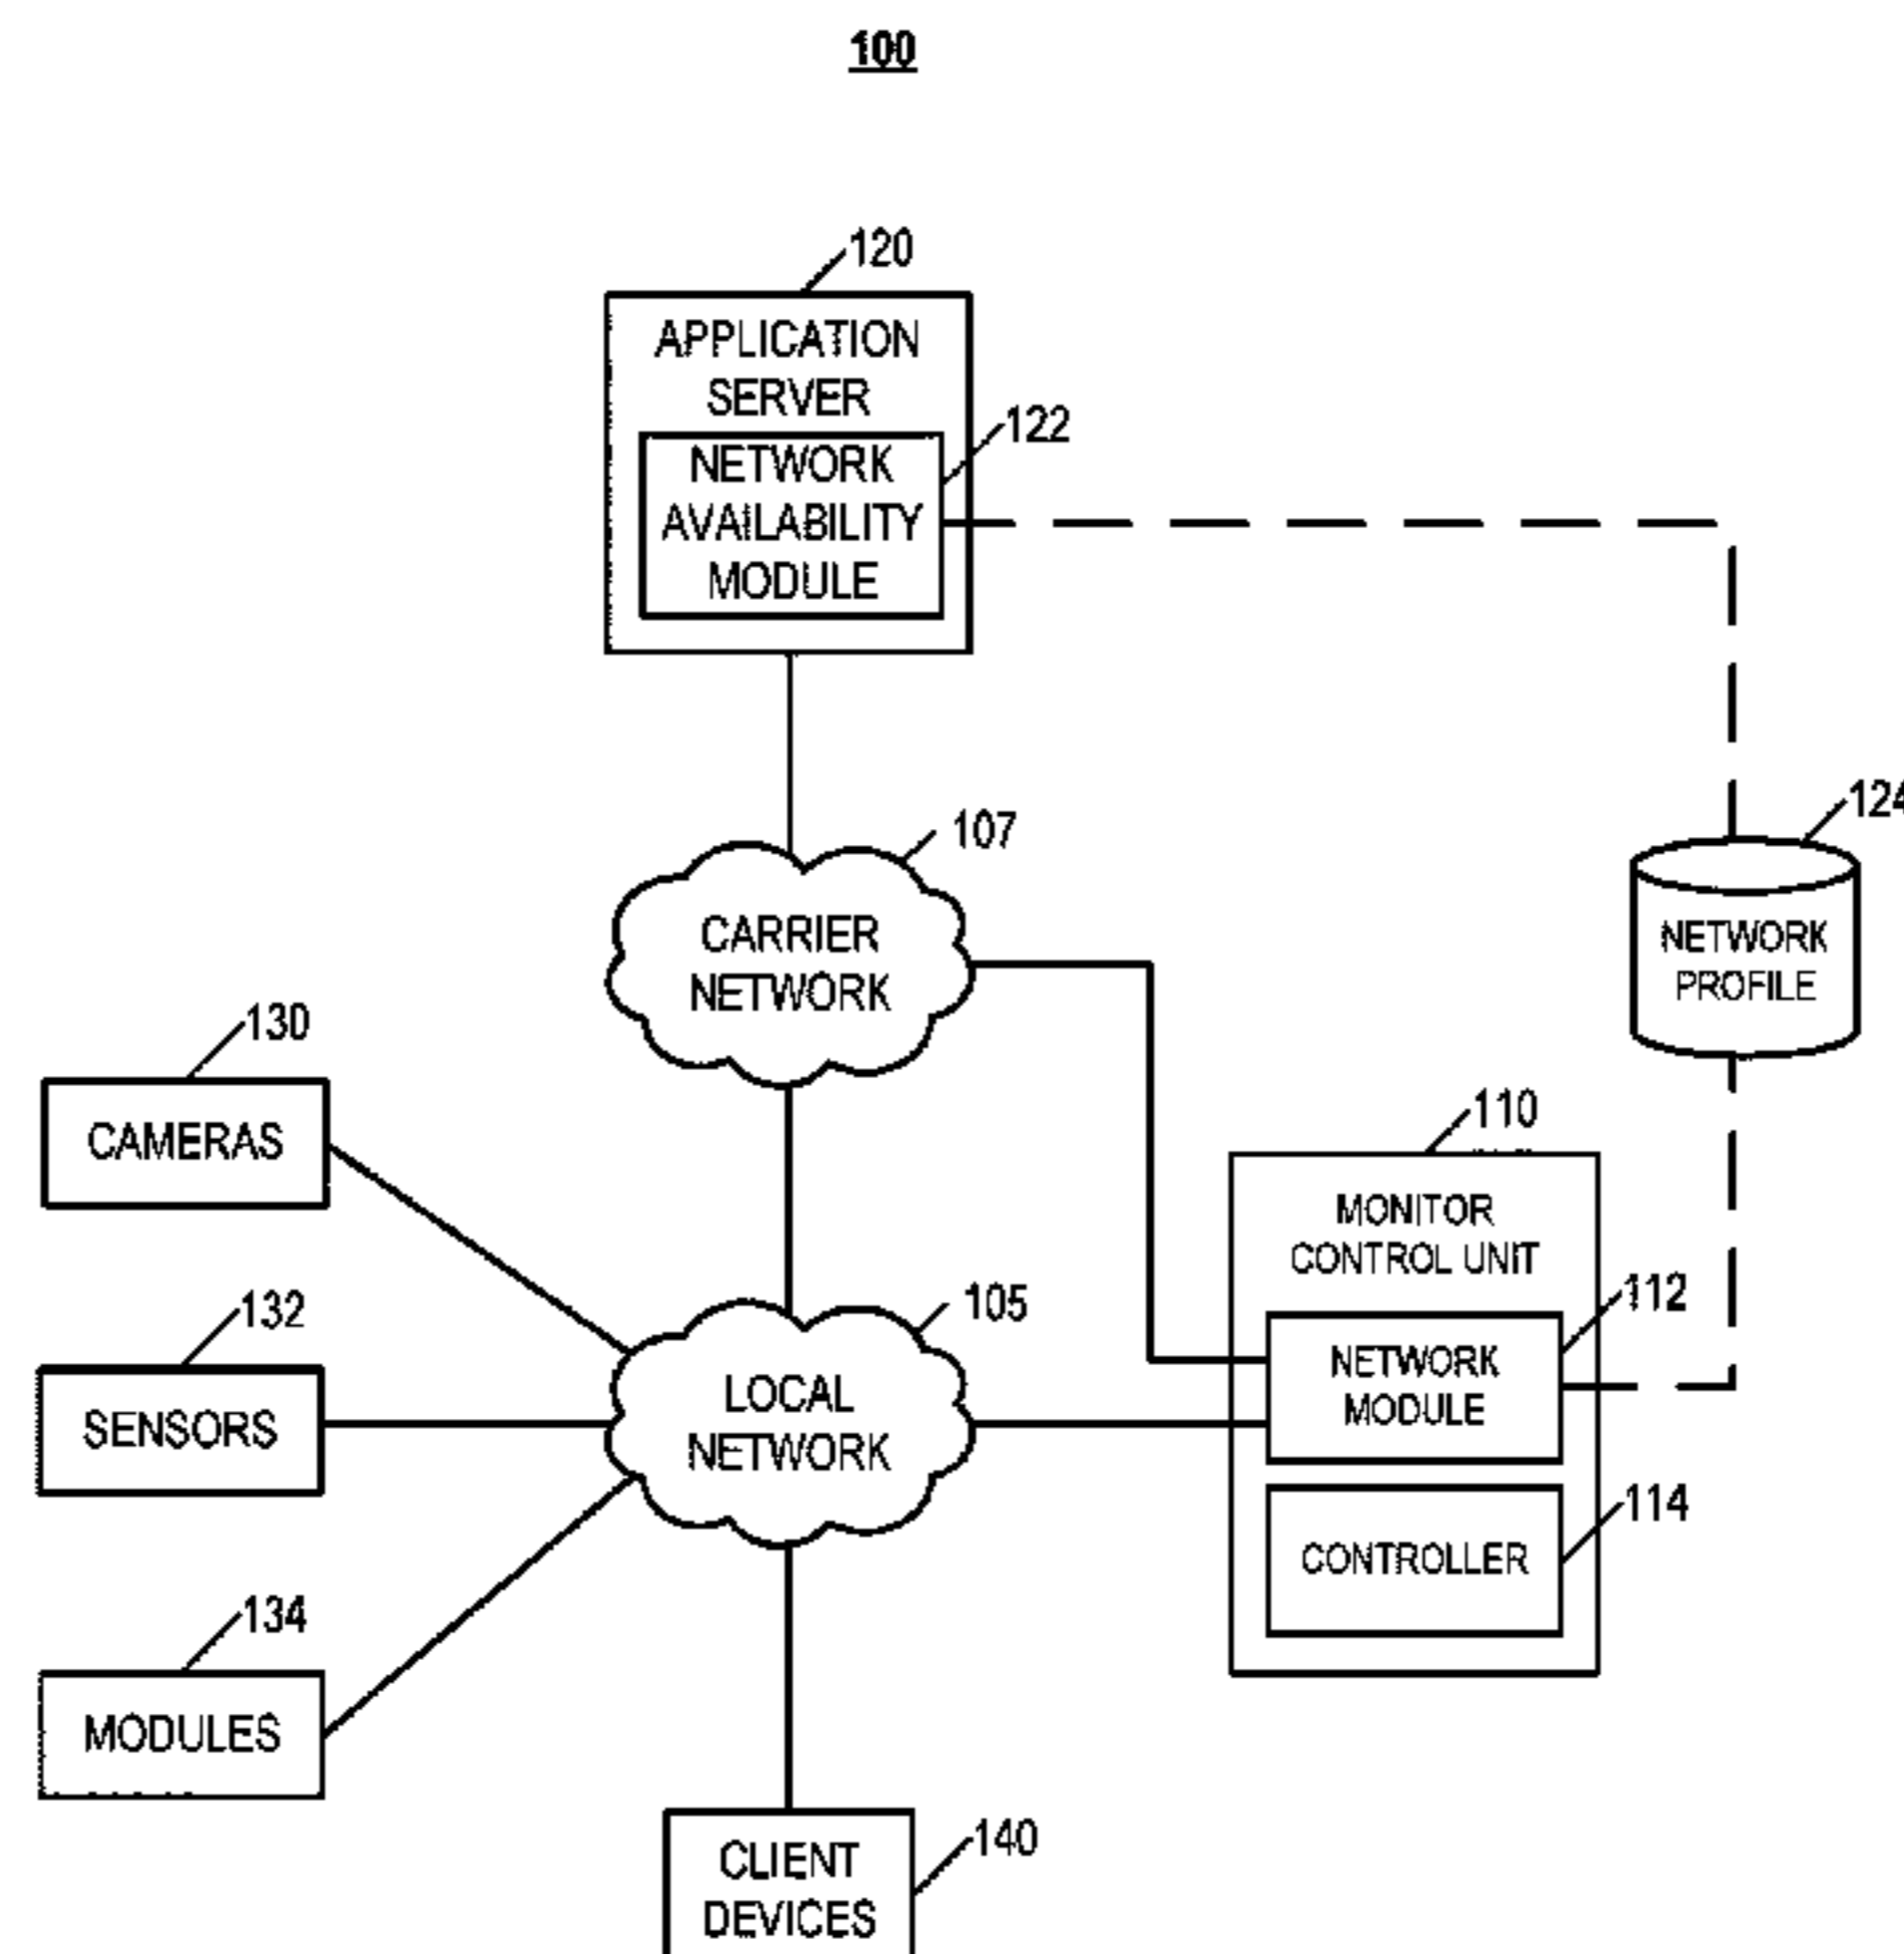 100
120
APPLICATION
SERVER
122
NETWORK
AVAILABILITY
MODULE
107
CARRIER
NETWORK
124
NETWORK
PROFILE
130
CAMERAS
110
MONITOR
CONTROL UNIT
132
SENSORS
105
LOCAL
NETWORK
112
NETWORK
MODULE
114
CONTROLLER
134
MODULES
140
CLIENT
DEVICES